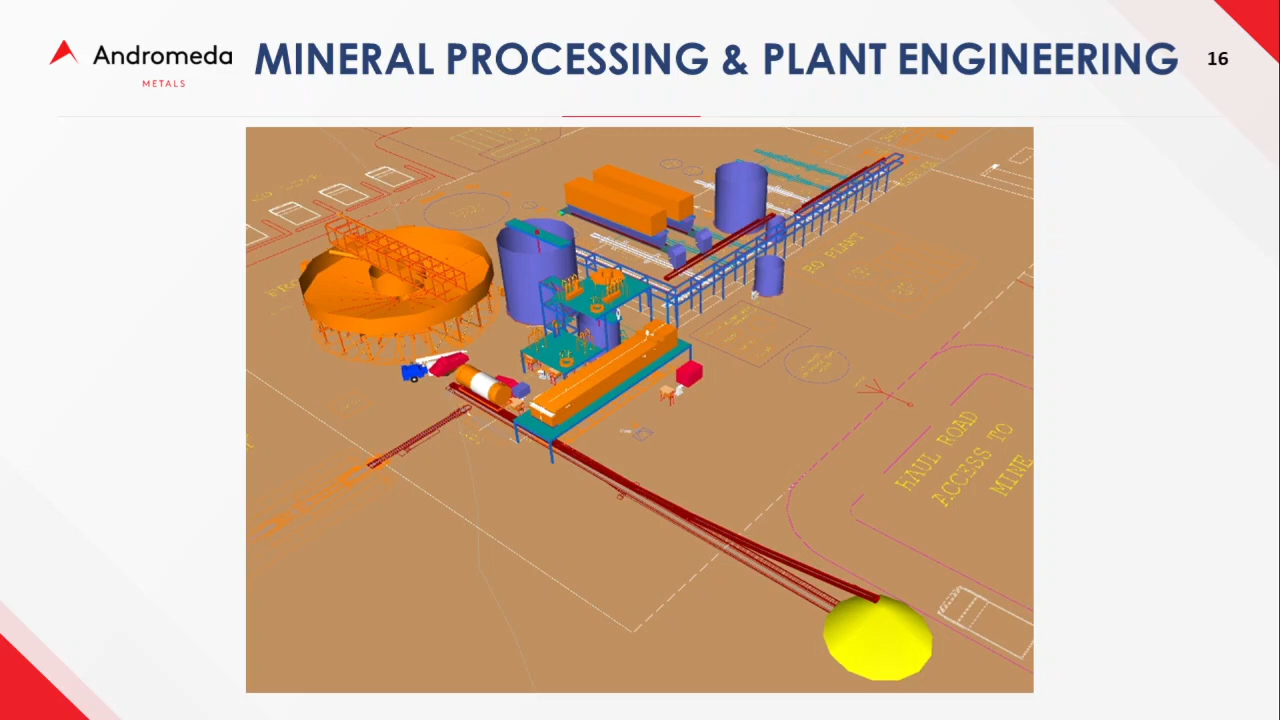 Andromeda
METALS
MINERAL PROCESSING & PLANT ENGINEERING
16
RO PLANT
HAUL ROAD
ACCESS TO
MINE